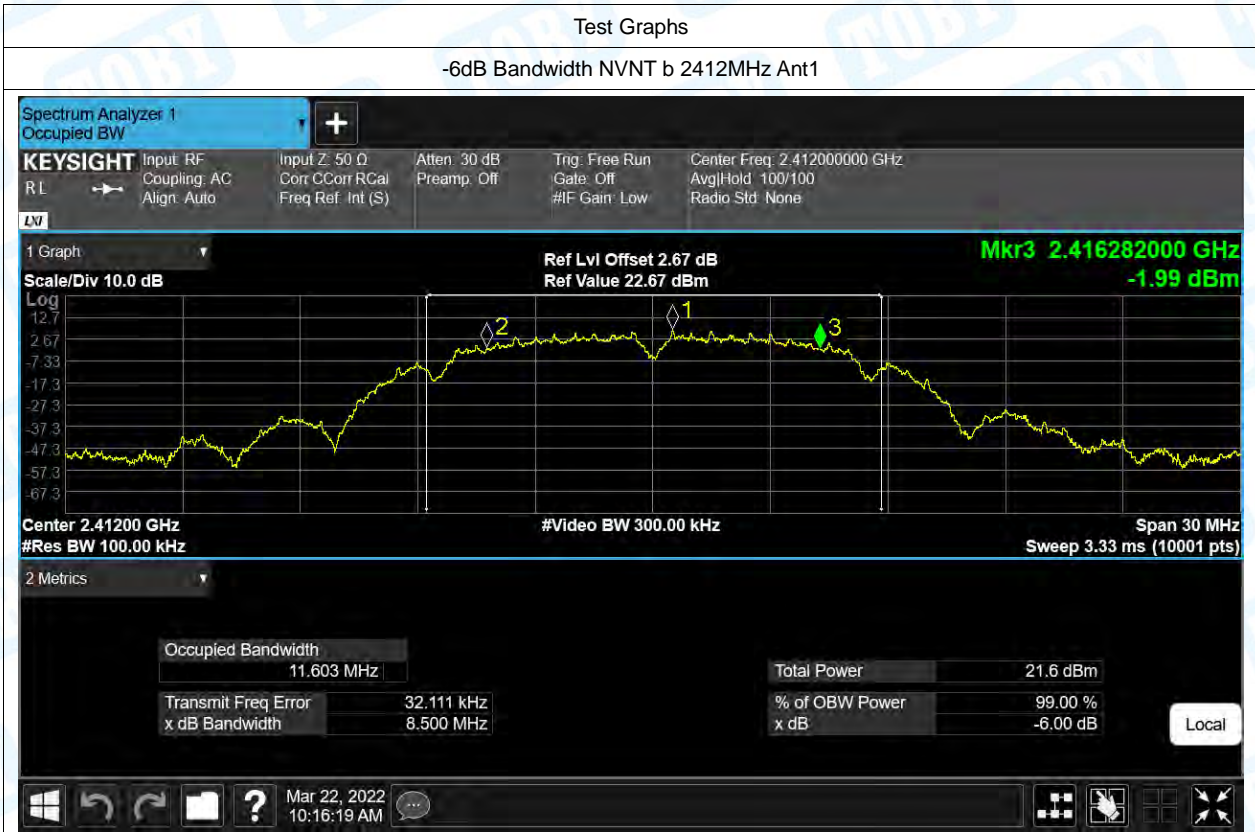 Test Graphs
-6dB Bandwidth NVNT b 2412MHz Ant1
Spectrum Analyzer 1
Occupied BW
+
KEYSIGHT Input: RF Input Z: 50 Ω Atten: 30 dB Trig: Free Run Center Freq: 2.412000000 GHz
R L Coupling: AC Corr CCorr RCal Preamp: Off Gate: Off Avg|Hold: 100/100
Align: Auto Freq Ref: Int (S) #IF Gain: Low Radio Std: None
LXI
1 Graph Ref Lvl Offset 2.67 dB Mkr3 2.416282000 GHz
Scale/Div 10.0 dB Ref Value 22.67 dBm -1.99 dBm
Log
12.7
2.67
-7.33
-17.3
-27.3
-37.3
-47.3
-57.3
-67.3
2
1
3
Center 2.41200 GHz #Video BW 300.00 kHz Span 30 MHz
#Res BW 100.00 kHz Sweep 3.33 ms (10001 pts)
2 Metrics
Occupied Bandwidth
11.603 MHz Total Power 21.6 dBm
Transmit Freq Error 32.111 kHz % of OBW Power 99.00 %
x dB Bandwidth 8.500 MHz x dB -6.00 dB
Local
? Mar 22, 2022
10:16:19 AM
TOBY